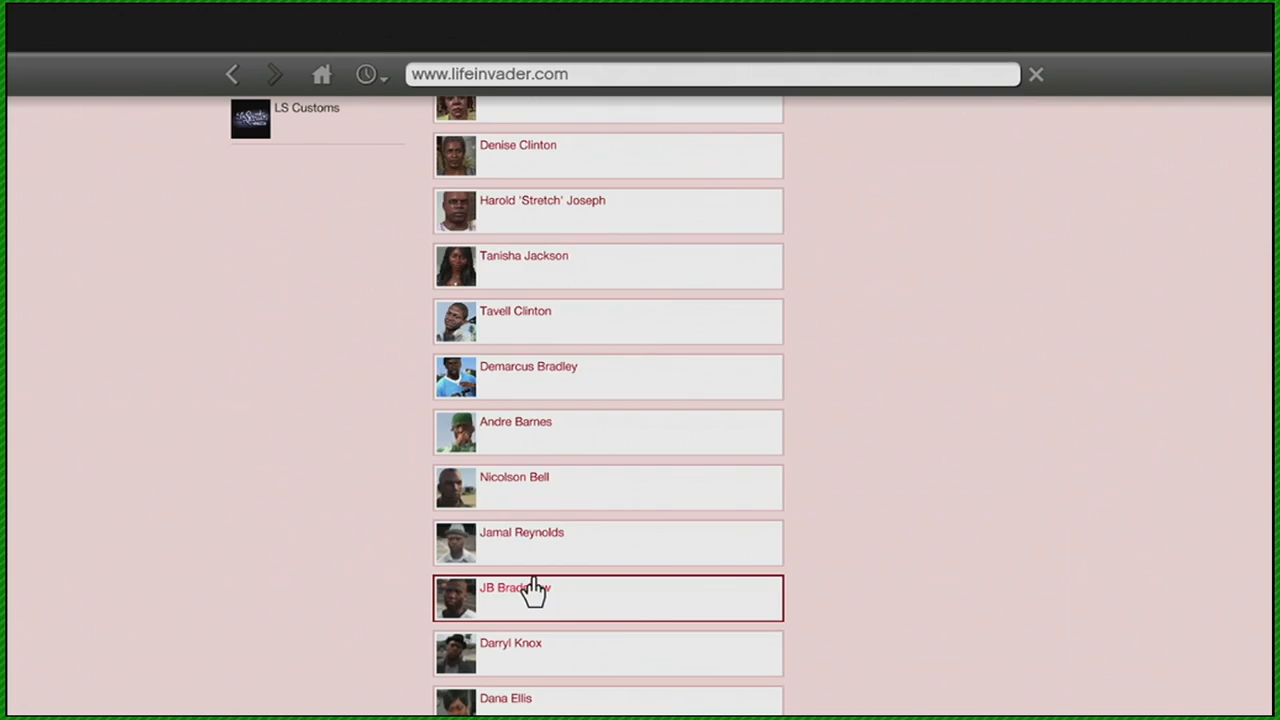 www.lifeinvader.com
LS Customs
Denise Clinton
Harold 'Stretch' Joseph
Tanisha Jackson
Tavell Clinton
Demarcus Bradley
Andre Barnes
Nicolson Bell
Jamal Reynolds
JB
Darryl Knox
Dana Ellis